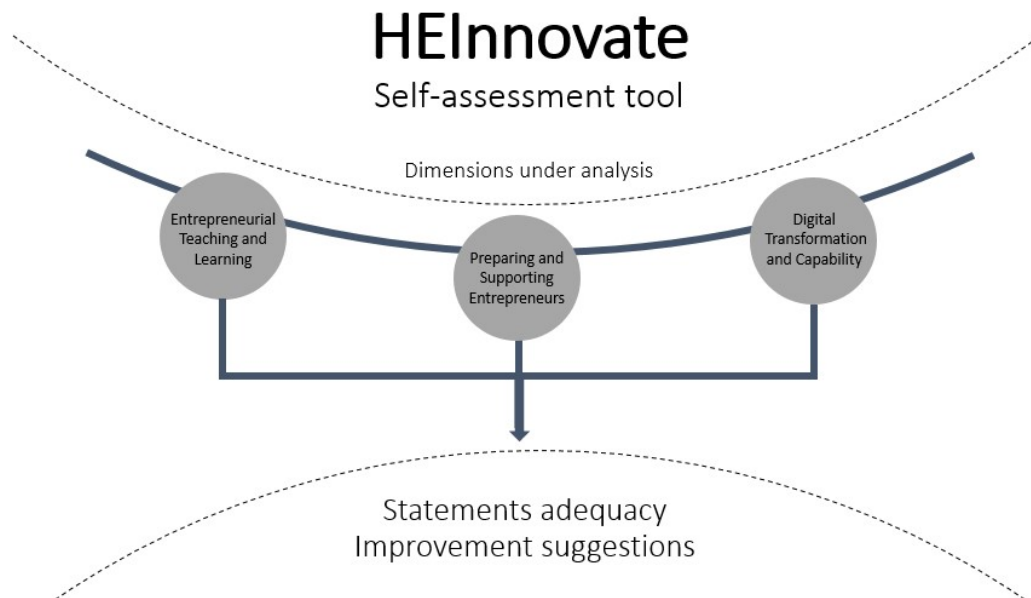 HEInnovate
Self-assessment tool
Dimensions under analysis
Entrepreneurial
Teaching and
Learning
Preparing and
Supporting
Entrepreneurs
Digital
Transformation
and Capability
Statements adequacy
Improvement suggestions